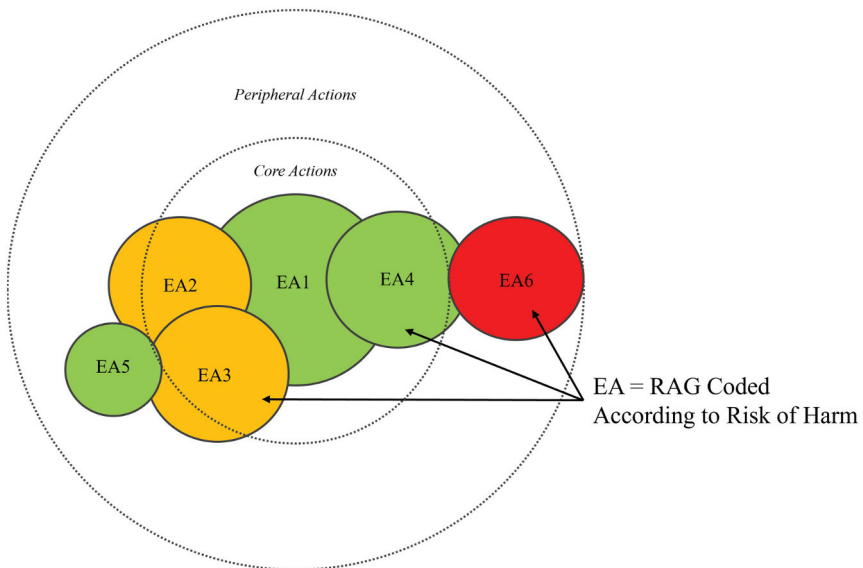 Peripheral Actions
Core Actions
EA2
EA1
EA4
EA6
EA5
EA3
EA = RAG Coded
According to Risk of Harm